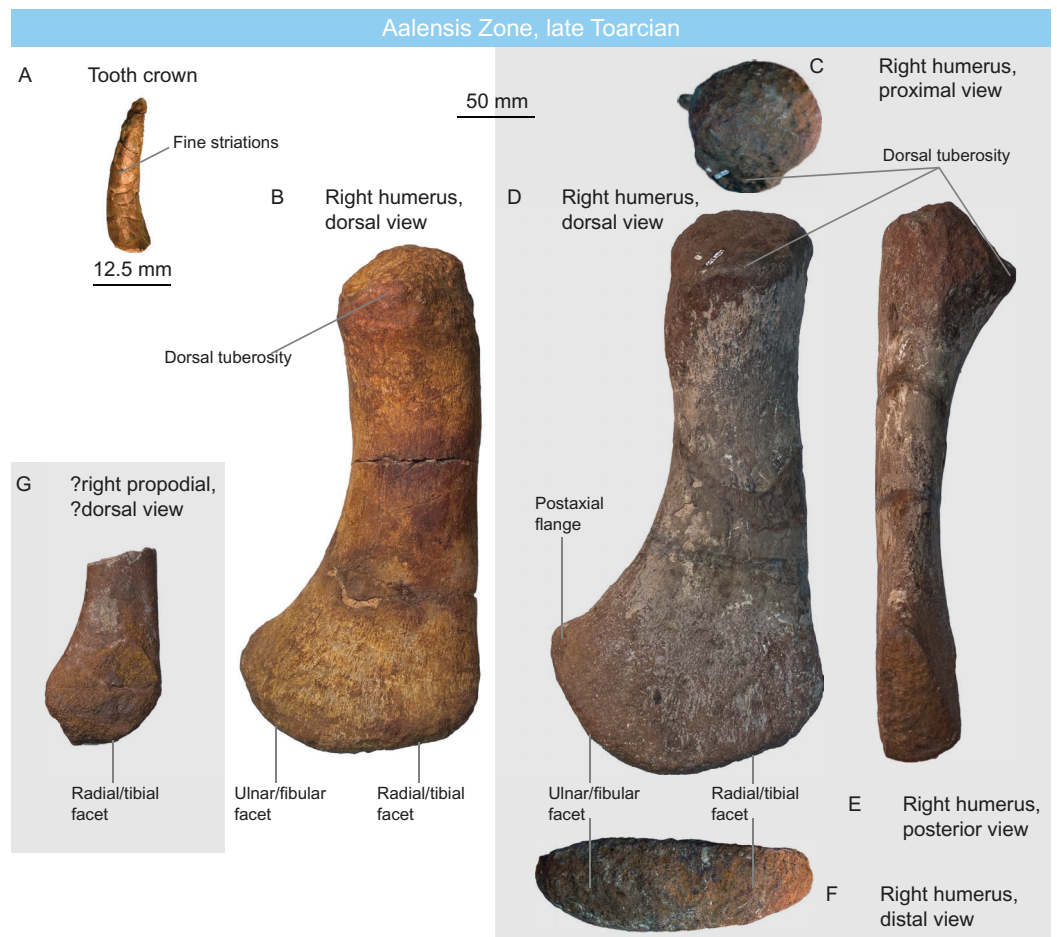 Aalensis Zone, late Toarcian
A
Tooth crown
Fine striations
12.5 mm
50 mm
C
Right humerus,
proximal view
Dorsal tuberosity
B
Right humerus,
dorsal view
Dorsal tuberosity
D
Right humerus,
dorsal view
G
?right propodial,
?dorsal view
Postaxial
flange
Radial/tibial
facet
Ulnar/fibular
facet
Radial/tibial
facet
Ulnar/fibular
facet
Radial/tibial
facet
E
Right humerus,
posterior view
F
Right humerus,
distal view